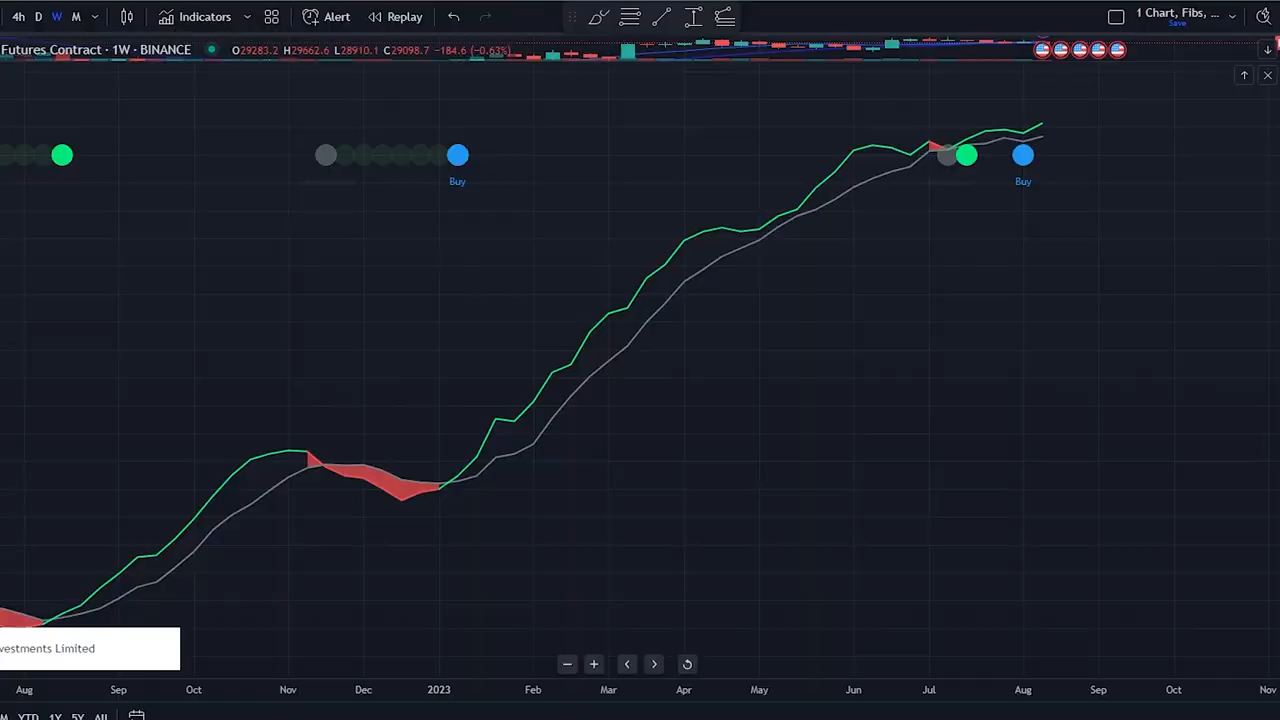 4h D W M Indicators Alert Replay 1 Chart, Fibs, ...
Save
Futures Contract · 1W · BINANCE O29283.2 H29662.6 L28910.1 C29098.7 −184.6 (−0.63%)
Buy Buy
vestments Limited
Aug Sep Oct Nov Dec 2023 Feb Mar Apr May Jun Jul Aug Sep Oct Nov
M YTD 1Y 5Y All